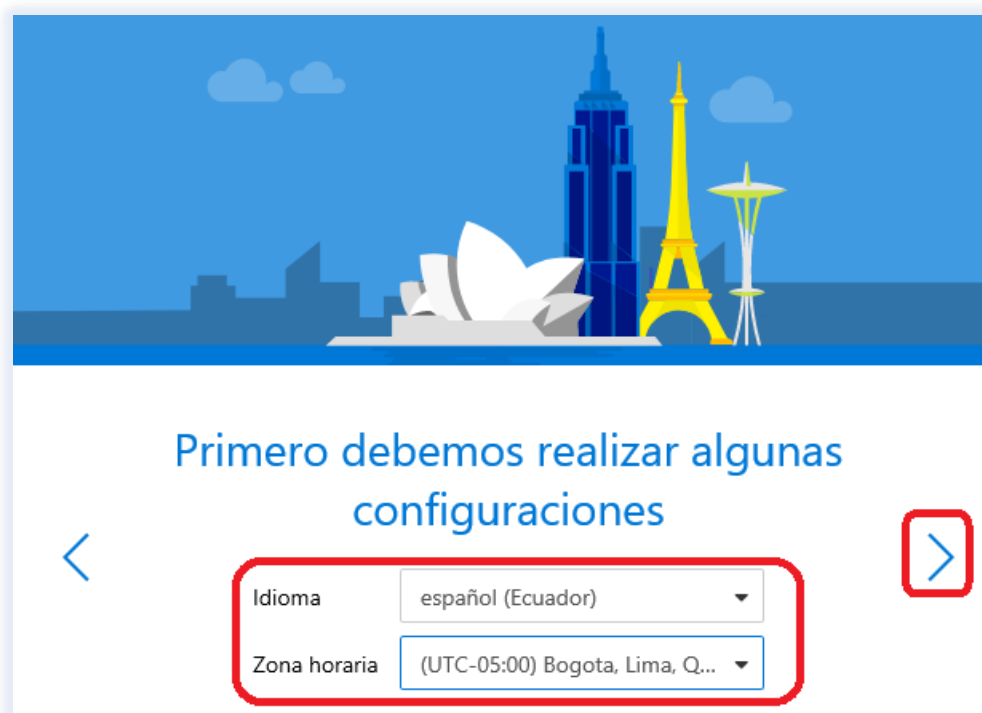 Primero debemos realizar algunas
configuraciones
Idioma español (Ecuador)
Zona horaria (UTC-05:00) Bogota, Lima, Q...